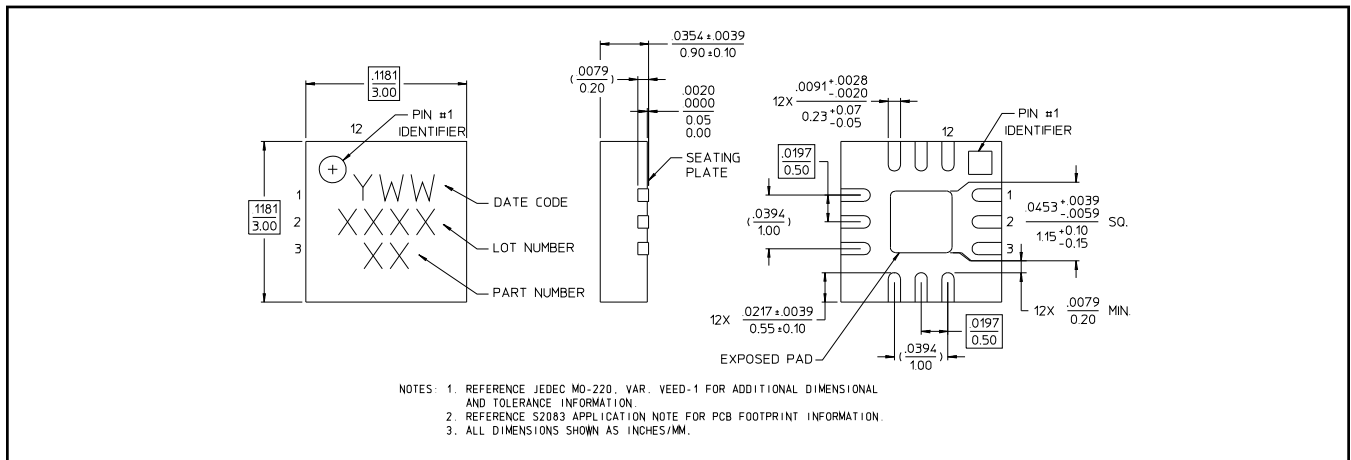 .1181
3.00
PIN #1
IDENTIFIER
12
.1181
3.00
1
2
3
YWW
XXXX
XX
DATE CODE
LOT NUMBER
PART NUMBER
.0354 ±.0039
0.90 ±0.10
(.0079
0.20)
.0020
.0000
0.05
0.00
SEATING
PLATE
12X .0091 +.0028 -.0020
0.23 +0.07 -0.05
12
PIN #1
IDENTIFIER
.0197
0.50
(.0394
1.00)
1
2
3
.0453 +.0039 -.0059 SQ.
1.15 +0.10 -0.15
12X .0217 ±.0039
0.55 ±0.10
12X .0079 MIN.
0.20
.0197
0.50
(.0394
1.00)
EXPOSED PAD
NOTES: 1. REFERENCE JEDEC MO-220, VAR. VEED-1 FOR ADDITIONAL DIMENSIONAL
AND TOLERANCE INFORMATION.
2. REFERENCE S2083 APPLICATION NOTE FOR PCB FOOTPRINT INFORMATION.
3. ALL DIMENSIONS SHOWN AS INCHES/MM.